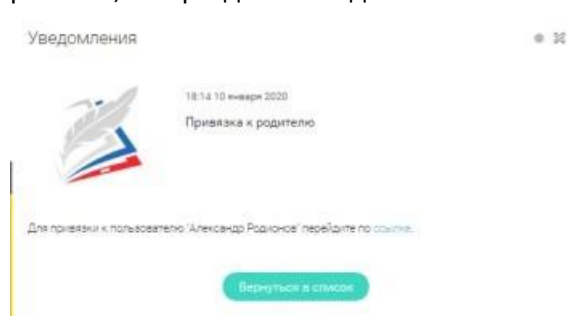 Уведомления
18:14 10 января 2020
Привязка к родителю
Для привязки к пользователю "Александр Родионов" перейдите по ссылке.
Вернуться в список